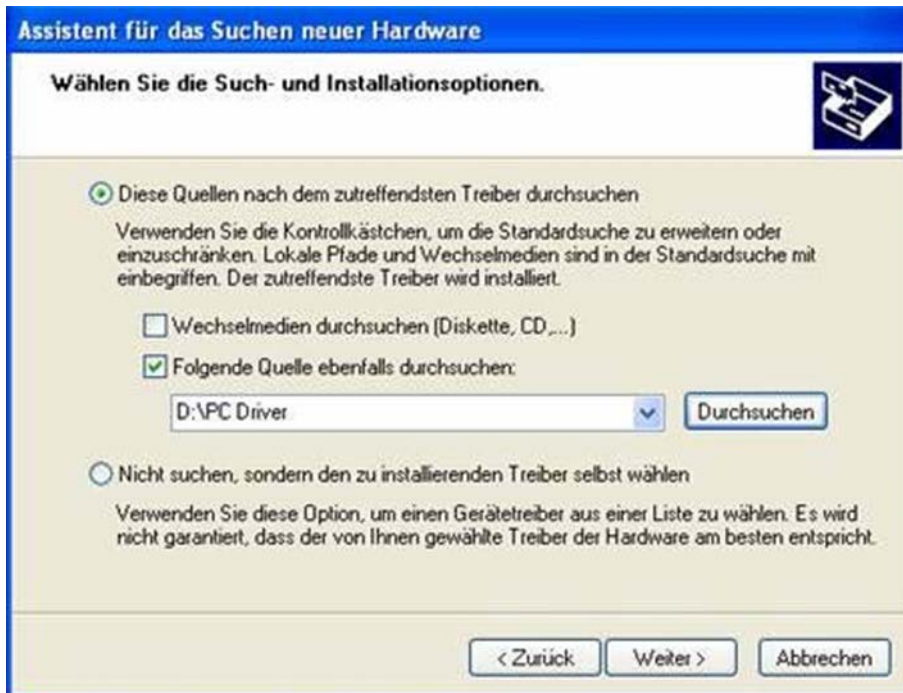 Assistent für das Suchen neuer Hardware
Wählen Sie die Such- und Installationsoptionen.
Diese Quellen nach dem zutreffendsten Treiber durchsuchen
Verwenden Sie die Kontrollkästchen, um die Standardsuche zu erweitern oder
einzuschränken. Lokale Pfade und Wechselmedien sind in der Standardsuche mit
einbegriffen. Der zutreffendste Treiber wird installiert.
Wechselmedien durchsuchen (Diskette, CD,...)
Folgende Quelle ebenfalls durchsuchen:
D:\PC Driver
Durchsuchen
Nicht suchen, sondern den zu installierenden Treiber selbst wählen
Verwenden Sie diese Option, um einen Gerätetreiber aus einer Liste zu wählen. Es wird
nicht garantiert, dass der von Ihnen gewählte Treiber der Hardware am besten entspricht.
< Zurück
Weiter >
Abbrechen